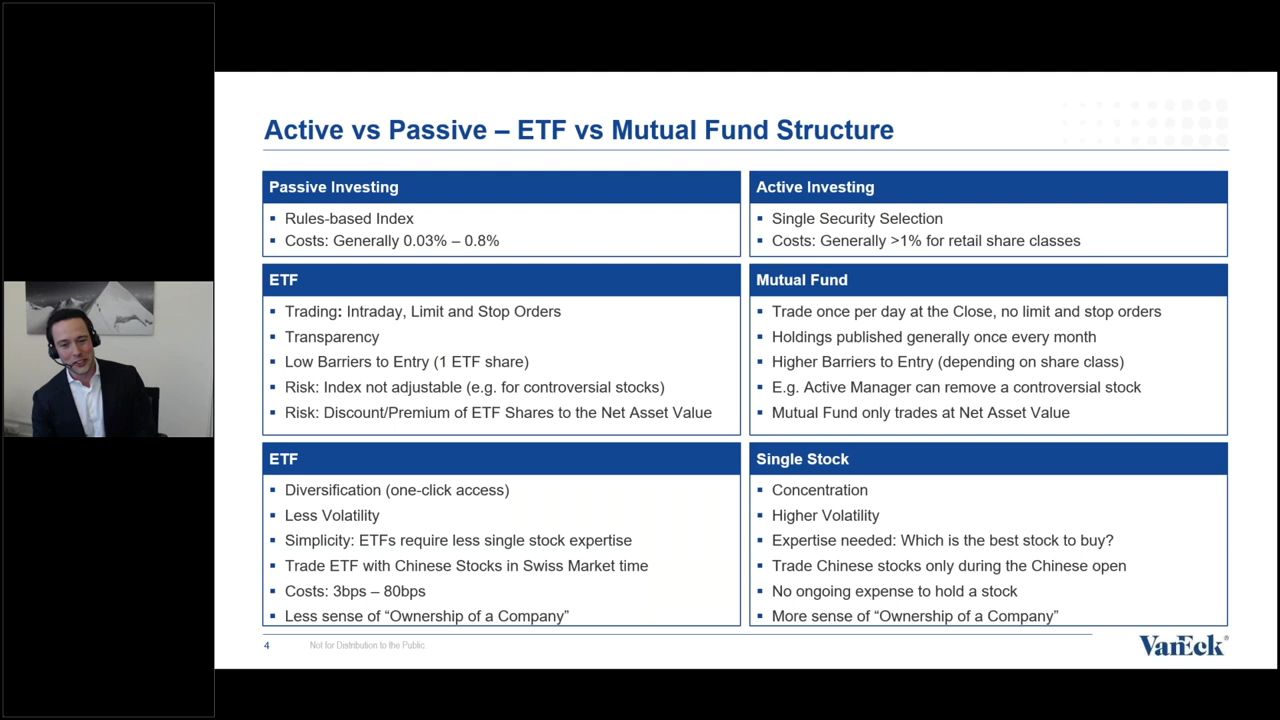 Active vs Passive – ETF vs Mutual Fund Structure
Passive Investing
▪ Rules-based Index
▪ Costs: Generally 0.03% – 0.8%
Active Investing
▪ Single Security Selection
▪ Costs: Generally >1% for retail share classes
ETF
▪ Trading: Intraday, Limit and Stop Orders
▪ Transparency
▪ Low Barriers to Entry (1 ETF share)
▪ Risk: Index not adjustable (e.g. for controversial stocks)
▪ Risk: Discount/Premium of ETF Shares to the Net Asset Value
Mutual Fund
▪ Trade once per day at the Close, no limit and stop orders
▪ Holdings published generally once every month
▪ Higher Barriers to Entry (depending on share class)
▪ E.g. Active Manager can remove a controversial stock
▪ Mutual Fund only trades at Net Asset Value
ETF
▪ Diversification (one-click access)
▪ Less Volatility
▪ Simplicity: ETFs require less single stock expertise
▪ Trade ETF with Chinese Stocks in Swiss Market time
▪ Costs: 3bps – 80bps
▪ Less sense of “Ownership of a Company”
Single Stock
▪ Concentration
▪ Higher Volatility
▪ Expertise needed: Which is the best stock to buy?
▪ Trade Chinese stocks only during the Chinese open
▪ No ongoing expense to hold a stock
▪ More sense of “Ownership of a Company”
4
Not for Distribution to the Public.
VanEck®